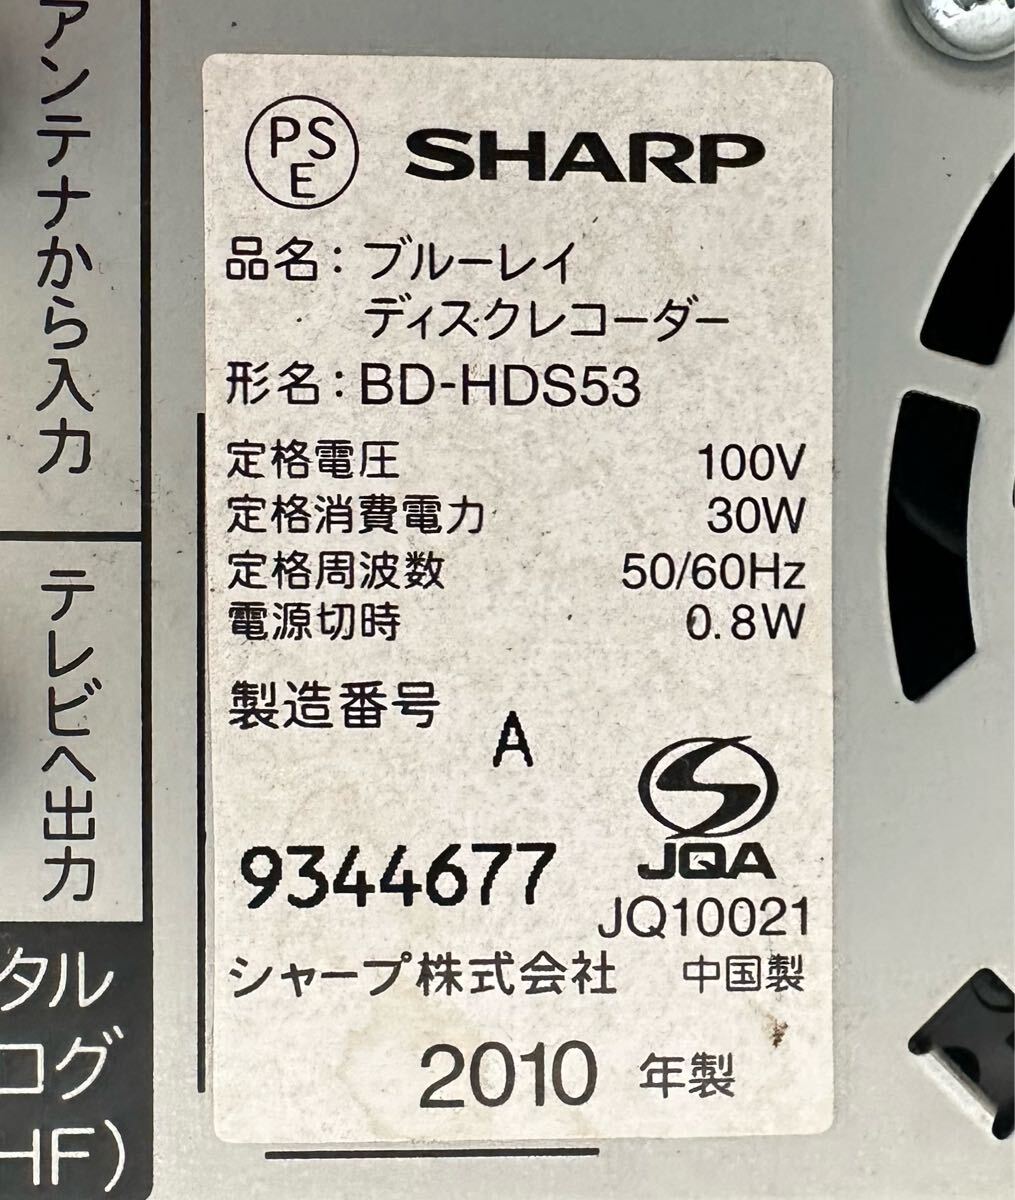 アンテナから入力
テレビへ出力
タル
ログ
HF)
PSE
SHARP
品名：ブルーレイ
ディスクレコーダー
形名：BD-HDS53
定格電圧 100V
定格消費電力 30W
定格周波数 50/60Hz
電源切時 0.8W
製造番号
A
9344677
JQA
JQ10021
シャープ株式会社 中国製
2010 年製